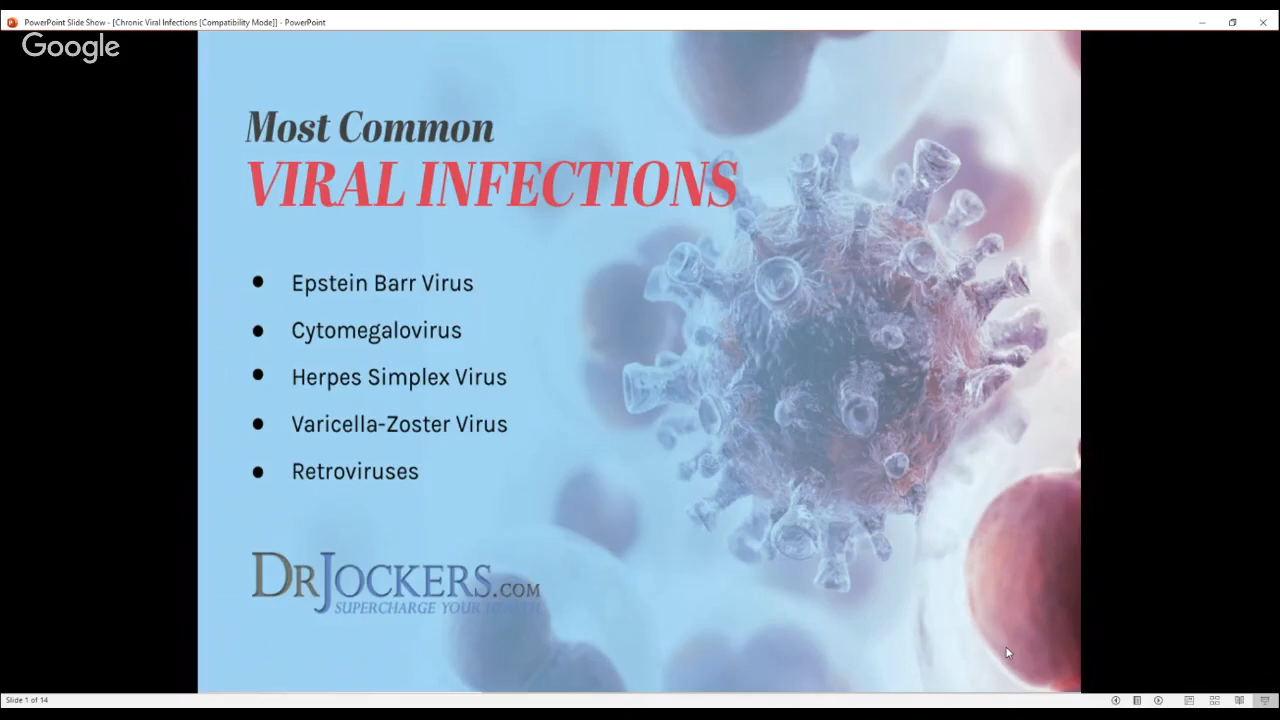 PowerPoint Slide Show - [Chronic Viral Infections [Compatibility Mode]] - PowerPoint
Google
Most Common
VIRAL INFECTIONS
• Epstein Barr Virus
• Cytomegalovirus
• Herpes Simplex Virus
• Varicella-Zoster Virus
• Retroviruses
DRJOCKERS.COM
SUPERCHARGE YOUR HEALTH
Slide 1 of 14